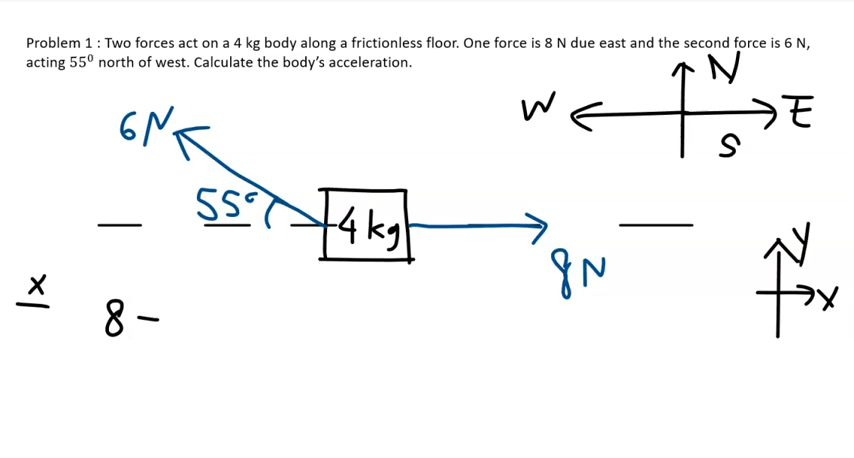 Problem 1 : Two forces act on a 4 kg body along a frictionless floor. One force is 8 N due east and the second force is 6 N,
acting 55⁰ north of west. Calculate the body's acceleration.
N
W
E
S
6N
55°
4kg
8N
y
x
x
8 −